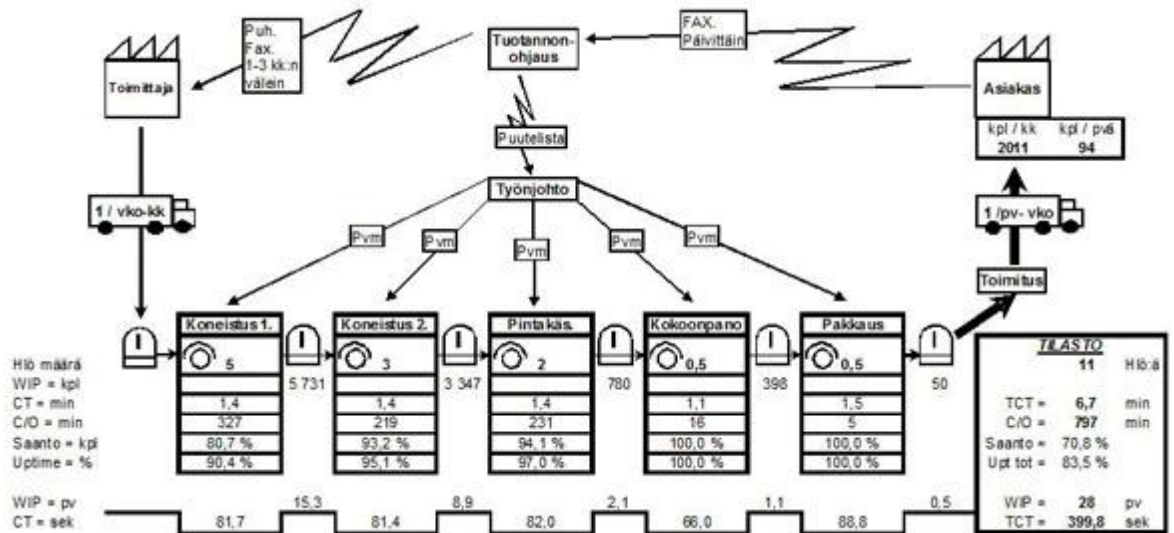 Puh.
Fax.
1-3 kk:n
välein
Tuotannon-
ohjaus
FAX.
Päivittäin
Toimittaja
Asiakas
kpl / kk kpl / pvä
2011 94
Puutelista
Työnjohto
1 / vko-kk
1 /pv- vko
Pvm Pvm Pvm Pvm Pvm
Toimitus
Koneistus 1. Koneistus 2. Pintakäs. Kokoonpano Pakkaus
I I I I I I
Hlö määrä 5 3 2 0,5 0,5
WIP = kpl 5 731 3 347 780 398 50
CT = min 1,4 1,4 1,4 1,1 1,5
C/O = min 327 219 231 16 5
Saanto = kpl 80,7 % 93,2 % 94,1 % 100,0 % 100,0 %
Uptime = % 90,4 % 95,1 % 97,0 % 100,0 % 100,0 %
WIP = pv 15,3 8,9 2,1 1,1 0,5
CT = sek 81,7 81,4 82,0 66,0 88,8
TILASTO
11 Hlö:ä
TCT = 6,7 min
C/O = 797 min
Saanto = 70,8 %
Upt tot = 83,5 %
WIP = 28 pv
TCT = 399,8 sek